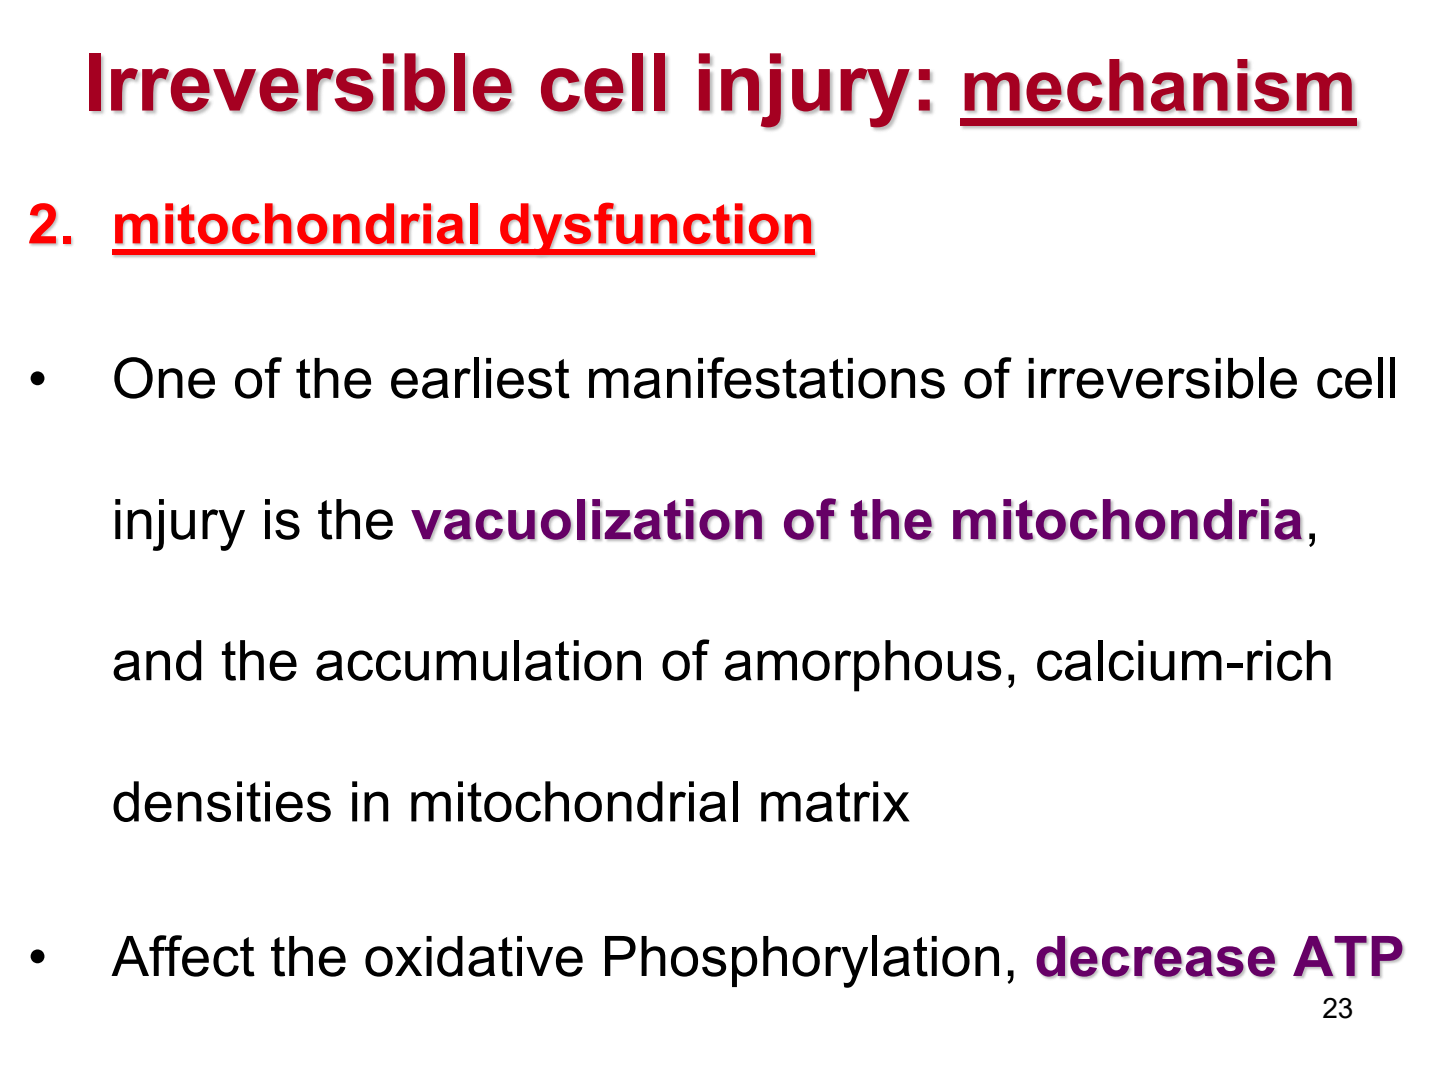 Irreversible cell injury: mechanism
2. mitochondrial dysfunction
• One of the earliest manifestations of irreversible cell
injury is the vacuolization of the mitochondria,
and the accumulation of amorphous, calcium-rich
densities in mitochondrial matrix
• Affect the oxidative Phosphorylation, decrease ATP
23